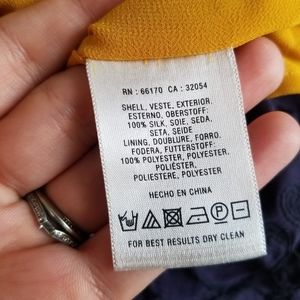 RN : 66170 CA : 32054
SHELL, VESTE, EXTERIOR,
ESTERNO, OBERSTOFF:
100% SILK, SOIE, SEDA,
SETA, SEIDE
LINING, DOUBLURE, FORRO,
FODERA, FUTTERSTOFF:
100% POLYESTER, POLYESTER,
POLIÉSTER,
POLIESTERE, POLYESTER
HECHO EN CHINA
FOR BEST RESULTS DRY CLEAN